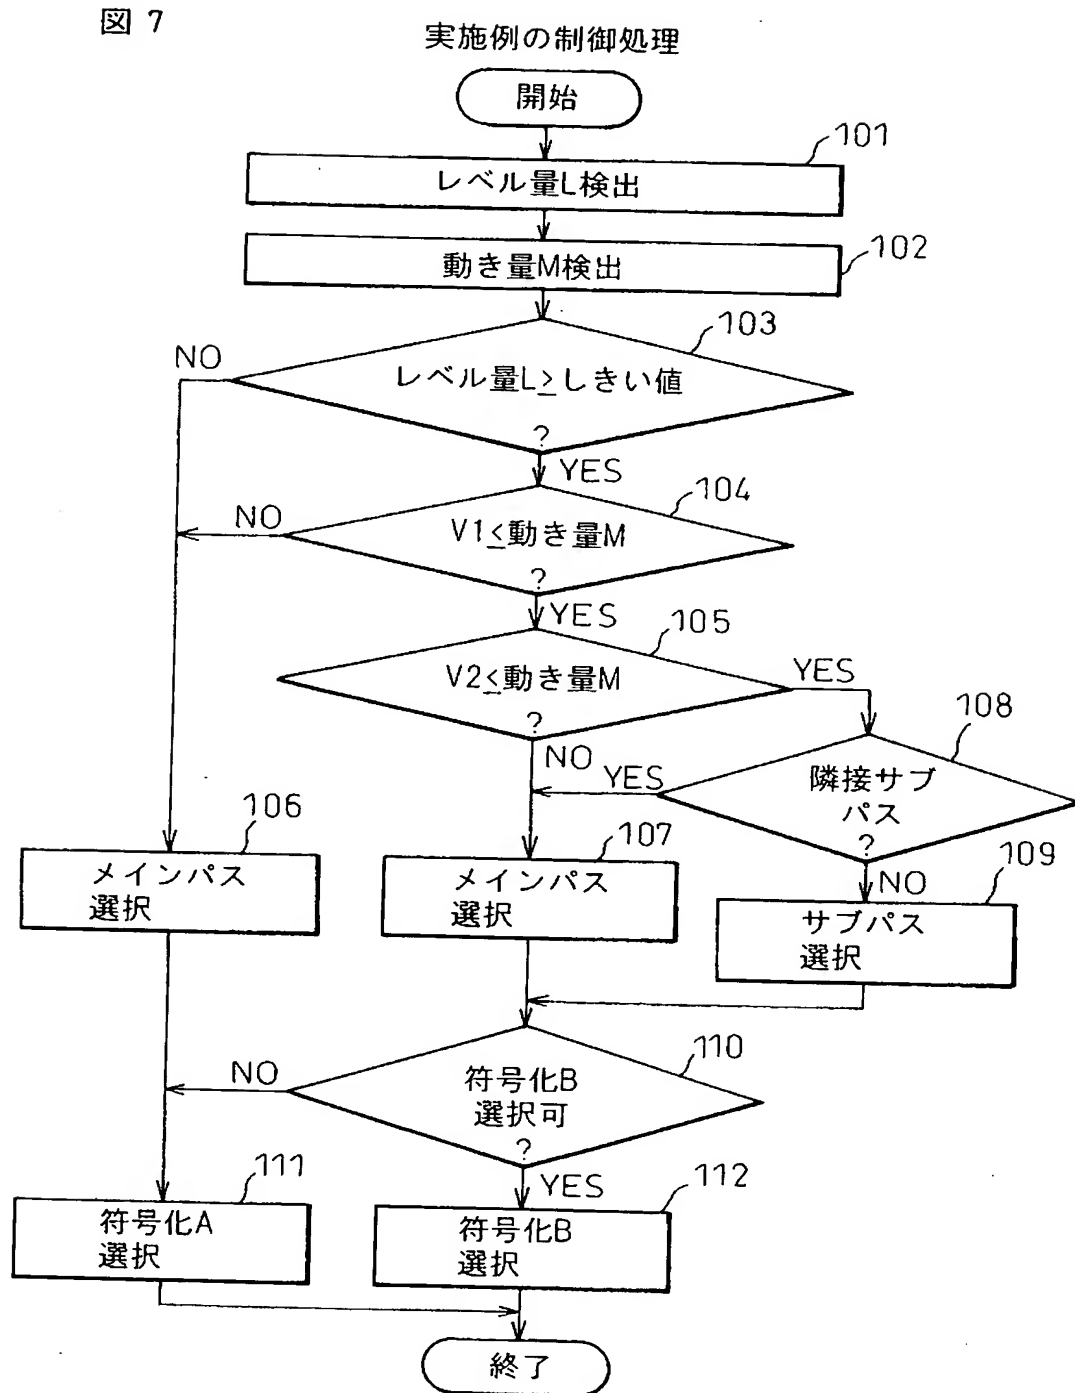 図 7
実施例の制御処理
開始
101
レベル量L検出
102
動き量M検出
103
NO
レベル量L≥しきい値
?
YES
104
NO
V1≤動き量M
?
YES
105
V2≤動き量M
YES
?
NO
108
YES
隣接サブ
パス
?
NO
106
メインパス
選択
107
メインパス
選択
109
サブパス
選択
110
NO
符号化B
選択可
?
YES
111
符号化A
選択
112
符号化B
選択
終了